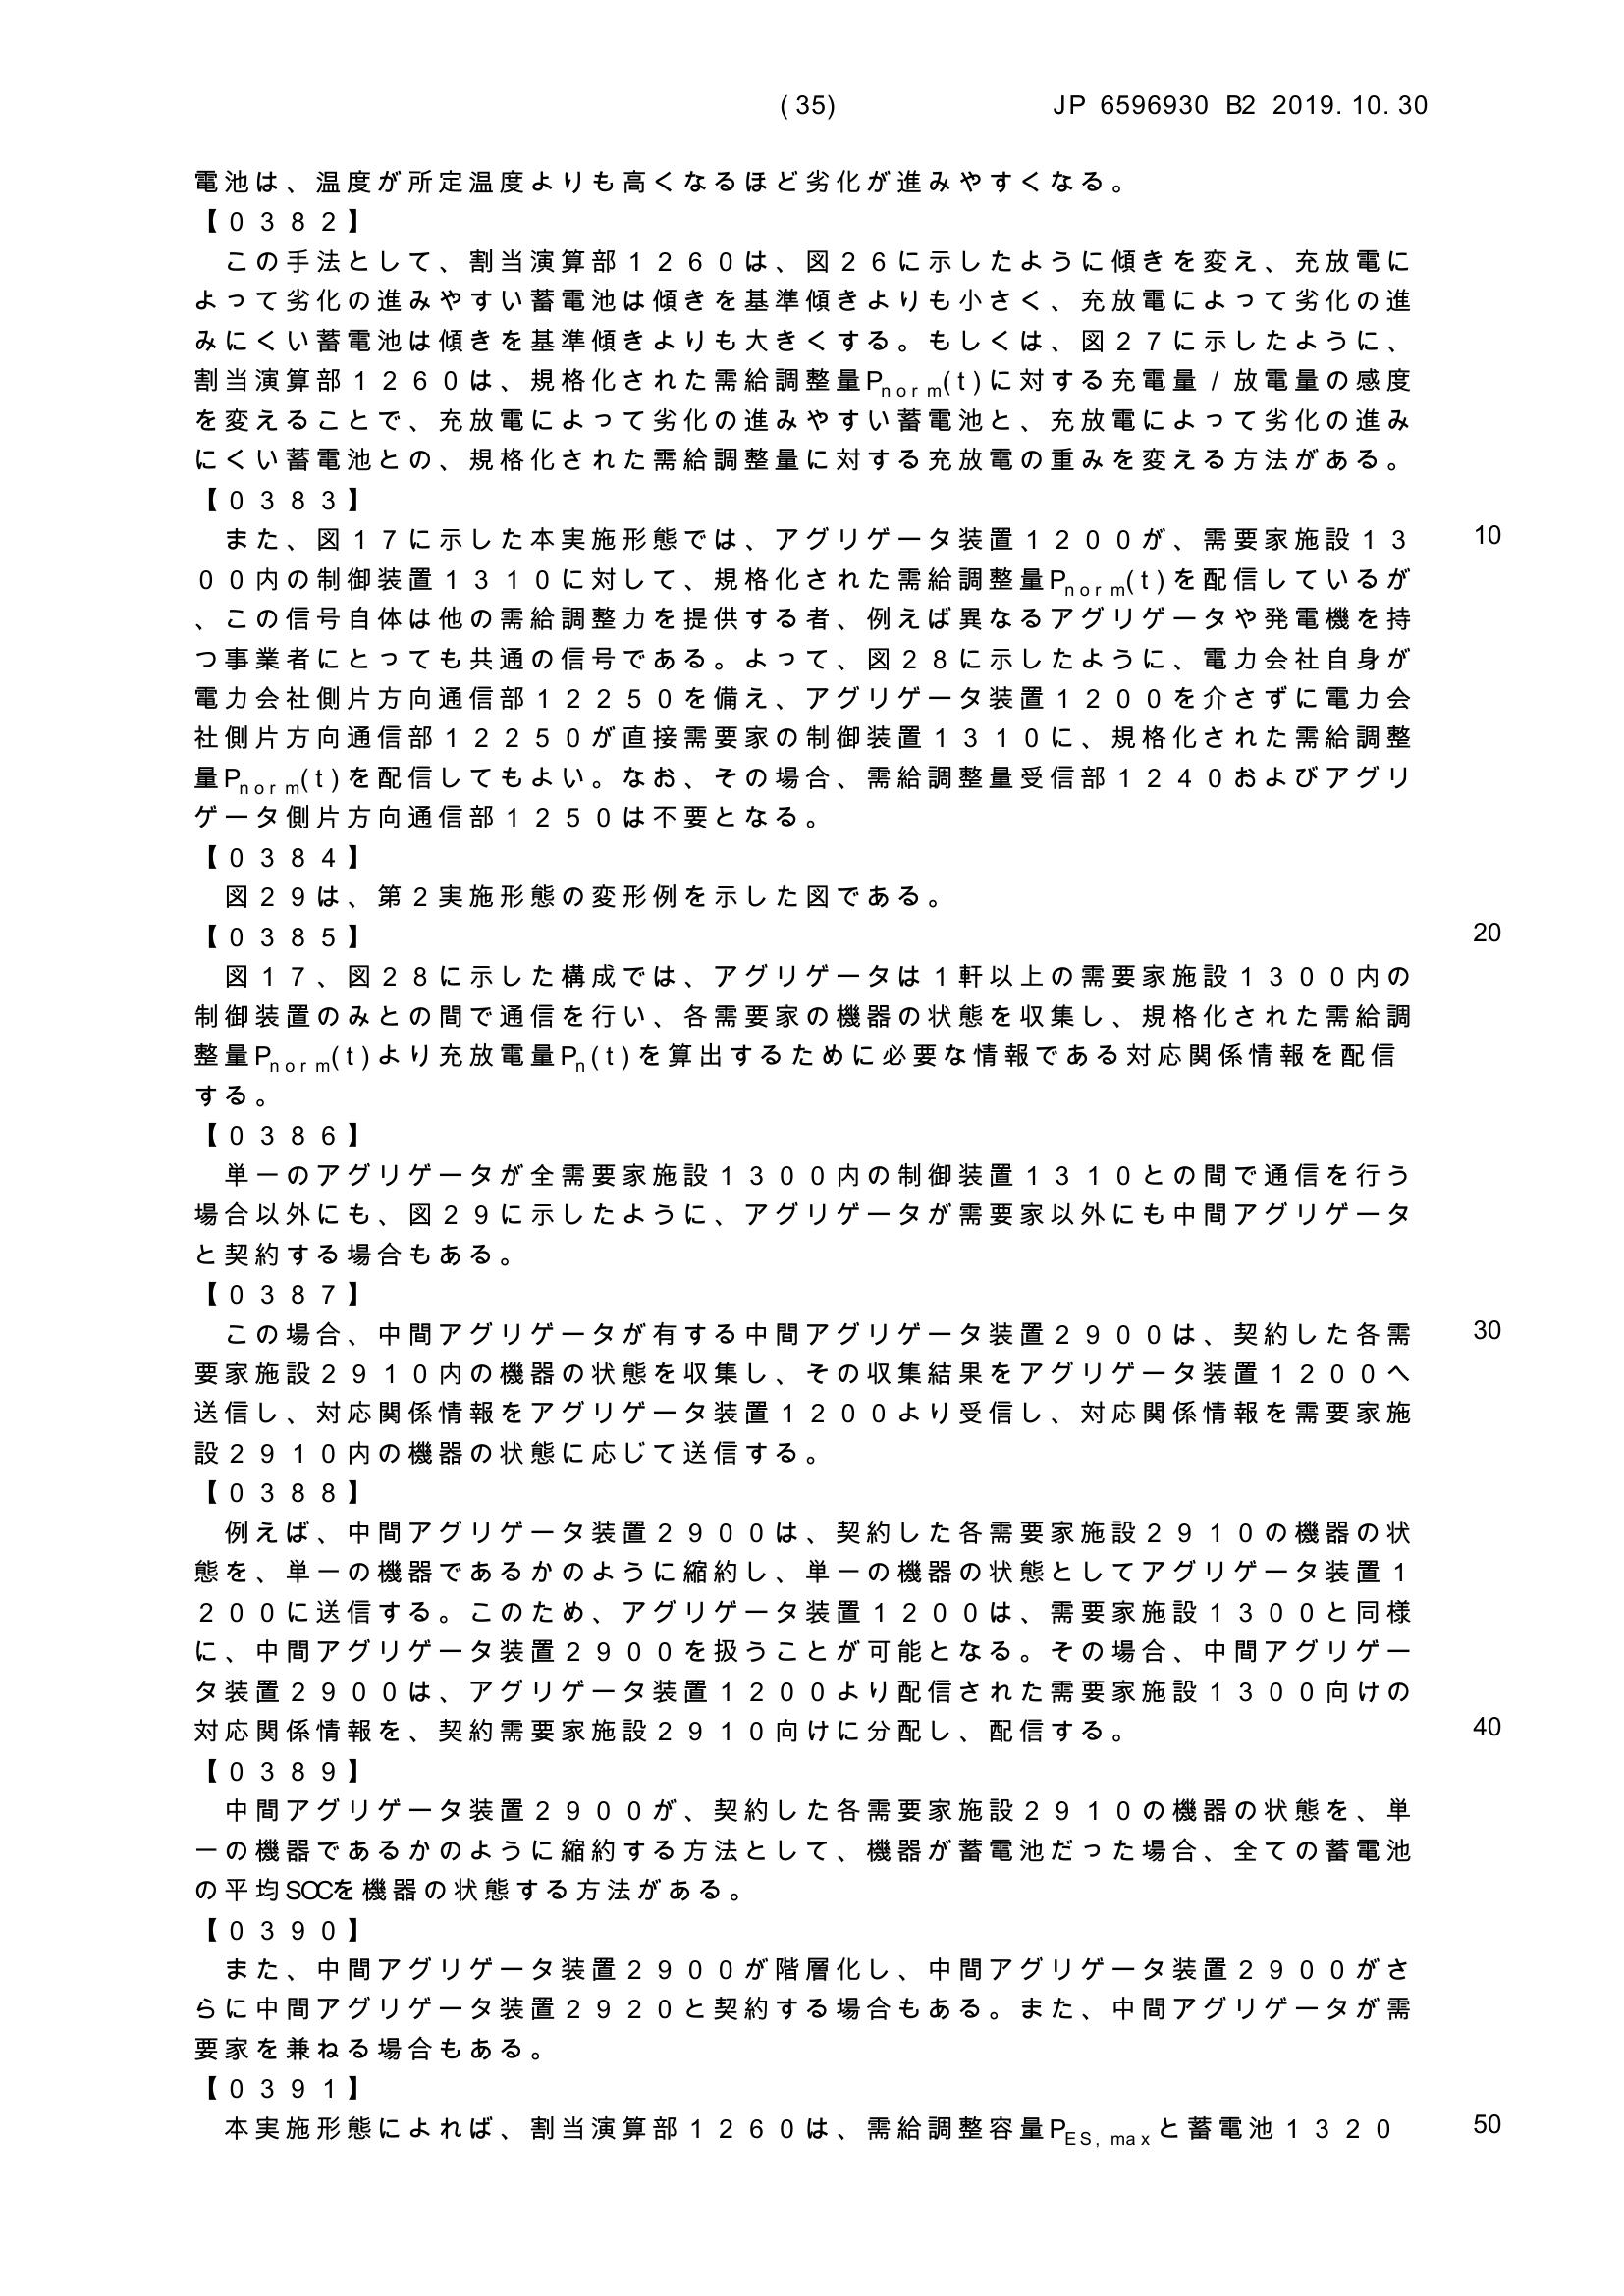 (35) JP 6596930 B2 2019.10.30
電池は、温度が所定温度よりも高くなるほど劣化が進みやすくなる。
【0382】
この手法として、割当演算部1260は、図26に示したように傾きを変え、充放電に
よって劣化の進みやすい蓄電池は傾きを基準傾きよりも小さく、充放電によって劣化の進
みにくい蓄電池は傾きを基準傾きよりも大きくする。もしくは、図27に示したように、
割当演算部1260は、規格化された需給調整量Pnorm(t)に対する充電量/放電量の感度
を変えることで、充放電によって劣化の進みやすい蓄電池と、充放電によって劣化の進み
にくい蓄電池との、規格化された需給調整量に対する充放電の重みを変える方法がある。
【0383】
また、図17に示した本実施形態では、アグリゲータ装置1200が、需要家施設13 10
00内の制御装置1310に対して、規格化された需給調整量Pnorm(t)を配信しているが
、この信号自体は他の需給調整力を提供する者、例えば異なるアグリゲータや発電機を持
つ事業者にとっても共通の信号である。よって、図28に示したように、電力会社自身が
電力会社側片方向通信部12250を備え、アグリゲータ装置1200を介さずに電力会
社側片方向通信部12250が直接需要家の制御装置1310に、規格化された需給調整
量Pnorm(t)を配信してもよい。なお、その場合、需給調整量受信部1240およびアグリ
ゲータ側片方向通信部1250は不要となる。
【0384】
図29は、第2実施形態の変形例を示した図である。
【0385】 20
図17、図28に示した構成では、アグリゲータは1軒以上の需要家施設1300内の
制御装置のみとの間で通信を行い、各需要家の機器の状態を収集し、規格化された需給調
整量Pnorm(t)より充放電量Pn(t)を算出するために必要な情報である対応関係情報を配信
する。
【0386】
単一のアグリゲータが全需要家施設1300内の制御装置1310との間で通信を行う
場合以外にも、図29に示したように、アグリゲータが需要家以外にも中間アグリゲータ
と契約する場合もある。
【0387】
この場合、中間アグリゲータが有する中間アグリゲータ装置2900は、契約した各需 30
要家施設2910内の機器の状態を収集し、その収集結果をアグリゲータ装置1200へ
送信し、対応関係情報をアグリゲータ装置1200より受信し、対応関係情報を需要家施
設2910内の機器の状態に応じて送信する。
【0388】
例えば、中間アグリゲータ装置2900は、契約した各需要家施設2910の機器の状
態を、単一の機器であるかのように縮約し、単一の機器の状態としてアグリゲータ装置1
200に送信する。このため、アグリゲータ装置1200は、需要家施設1300と同様
に、中間アグリゲータ装置2900を扱うことが可能となる。その場合、中間アグリゲー
タ装置2900は、アグリゲータ装置1200より配信された需要家施設1300向けの
対応関係情報を、契約需要家施設2910向けに分配し、配信する。 40
【0389】
中間アグリゲータ装置2900が、契約した各需要家施設2910の機器の状態を、単
一の機器であるかのように縮約する方法として、機器が蓄電池だった場合、全ての蓄電池
の平均SOCを機器の状態する方法がある。
【0390】
また、中間アグリゲータ装置2900が階層化し、中間アグリゲータ装置2900がさ
らに中間アグリゲータ装置2920と契約する場合もある。また、中間アグリゲータが需
要家を兼ねる場合もある。
【0391】
本実施形態によれば、割当演算部1260は、需給調整容量PES,maxと蓄電池1320 50